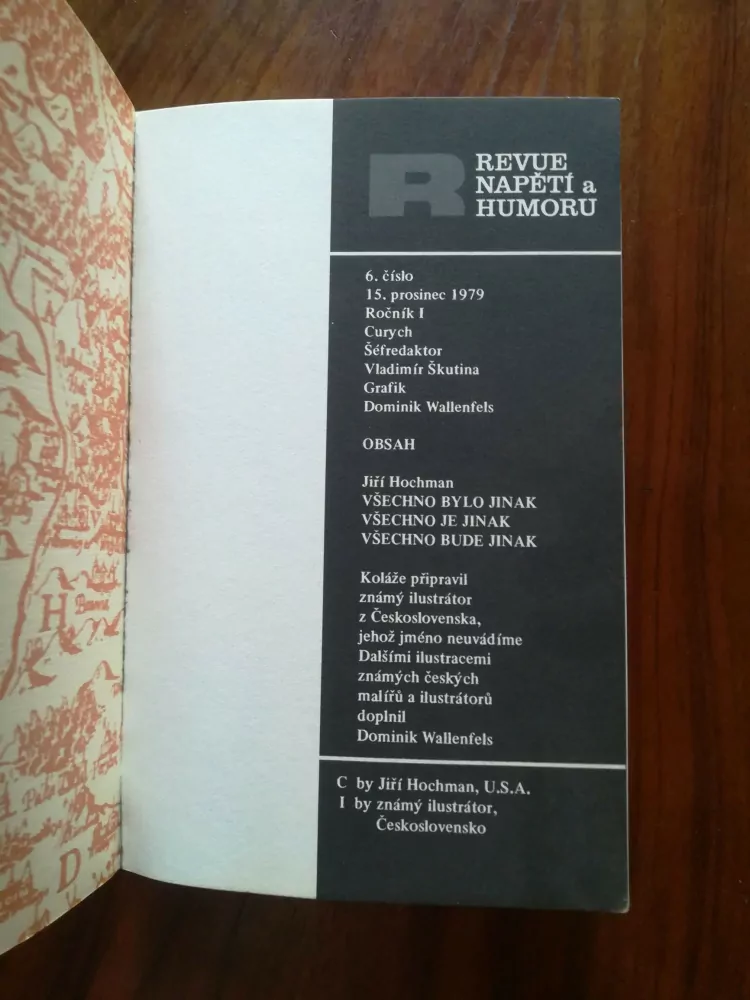 R
REVUE
NAPĚTÍ a
HUMORU
6. číslo
15. prosinec 1979
Ročník I
Curych
Šéfredaktor
Vladimír Škutina
Grafik
Dominik Wallenfels
OBSAH
Jiří Hochman
VŠECHNO BYLO JINAK
VŠECHNO JE JINAK
VŠECHNO BUDE JINAK
Koláže připravil
známý ilustrátor
z Československa,
jehož jméno neuvádíme
Dalšími ilustracemi
známých českých
malířů a ilustrátorů
doplnil
Dominik Wallenfels
C by Jiří Hochman, U.S.A.
I by známý ilustrátor,
Československo
H
D